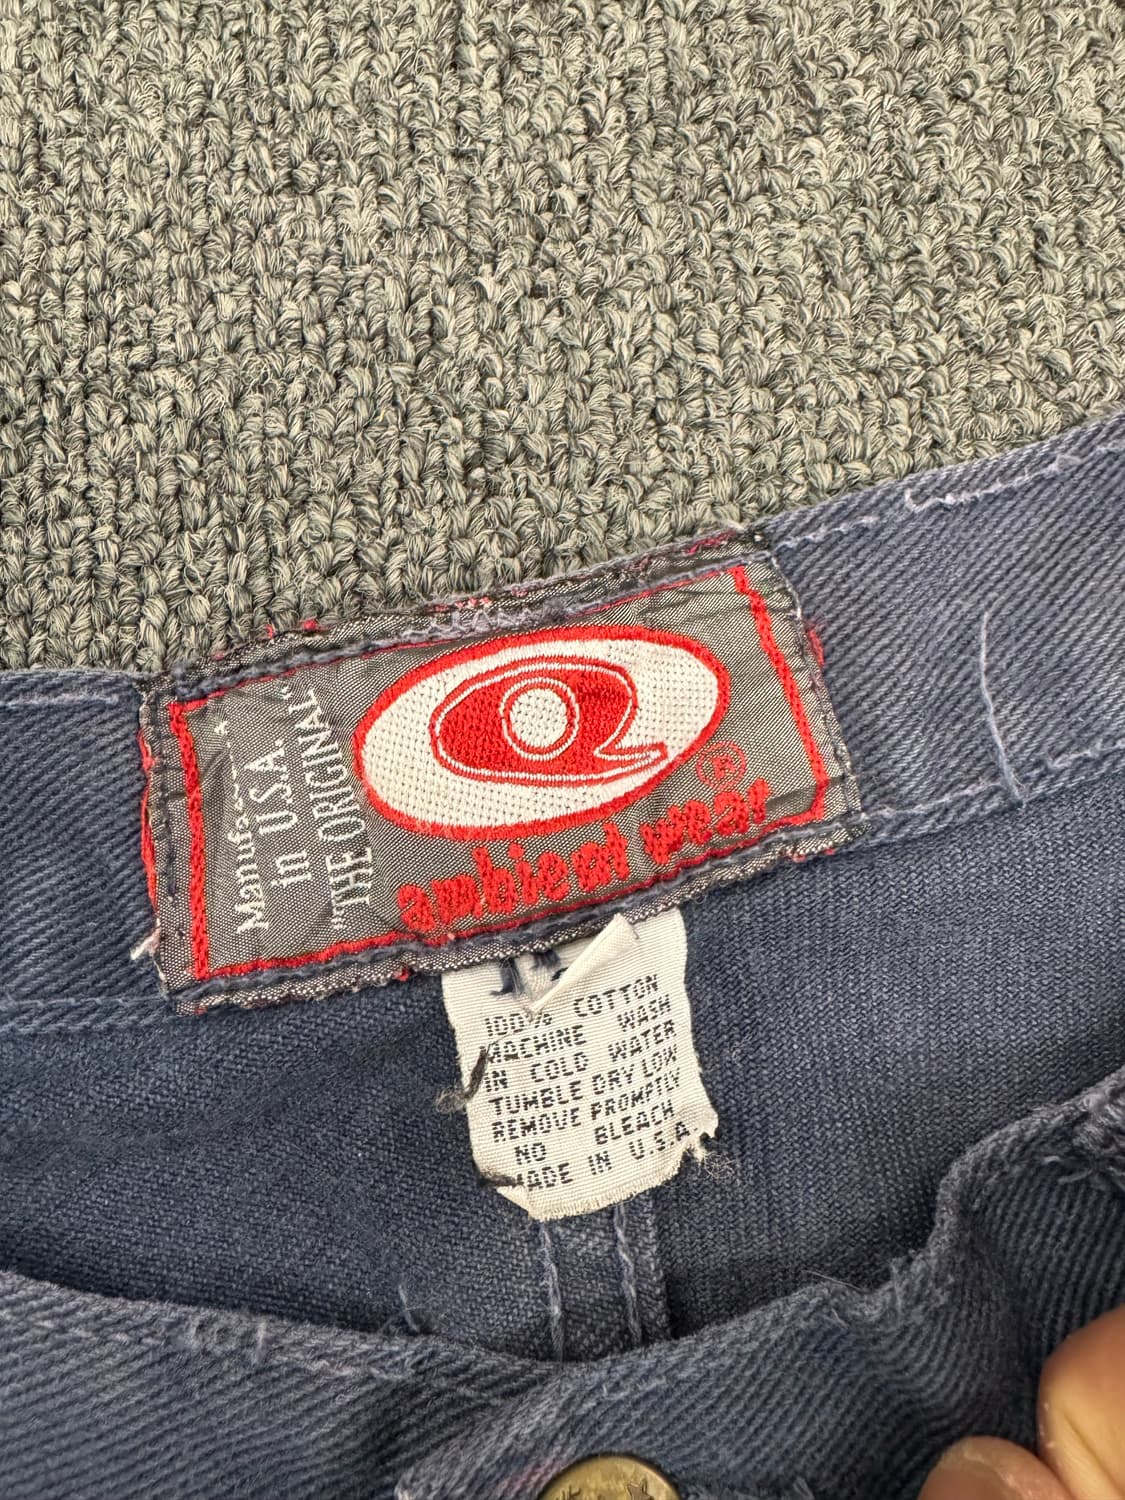 in U.S.A.
"THE ORIGINAL"
®
ambient wear
100% COTTON
MACHINE WASH
IN COLD WATER
TUMBLE DRY LOW
REMOVE PROMPTLY
NO BLEACH
MADE IN U.S.A